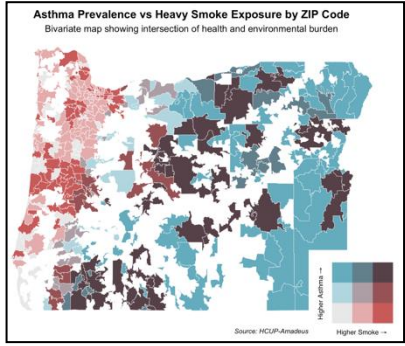 Asthma Prevalence vs Heavy Smoke Exposure by ZIP Code
Bivariate map showing intersection of health and environmental burden
Higher Asthma →
Higher Smoke →
Source: HCUP-Amadeus